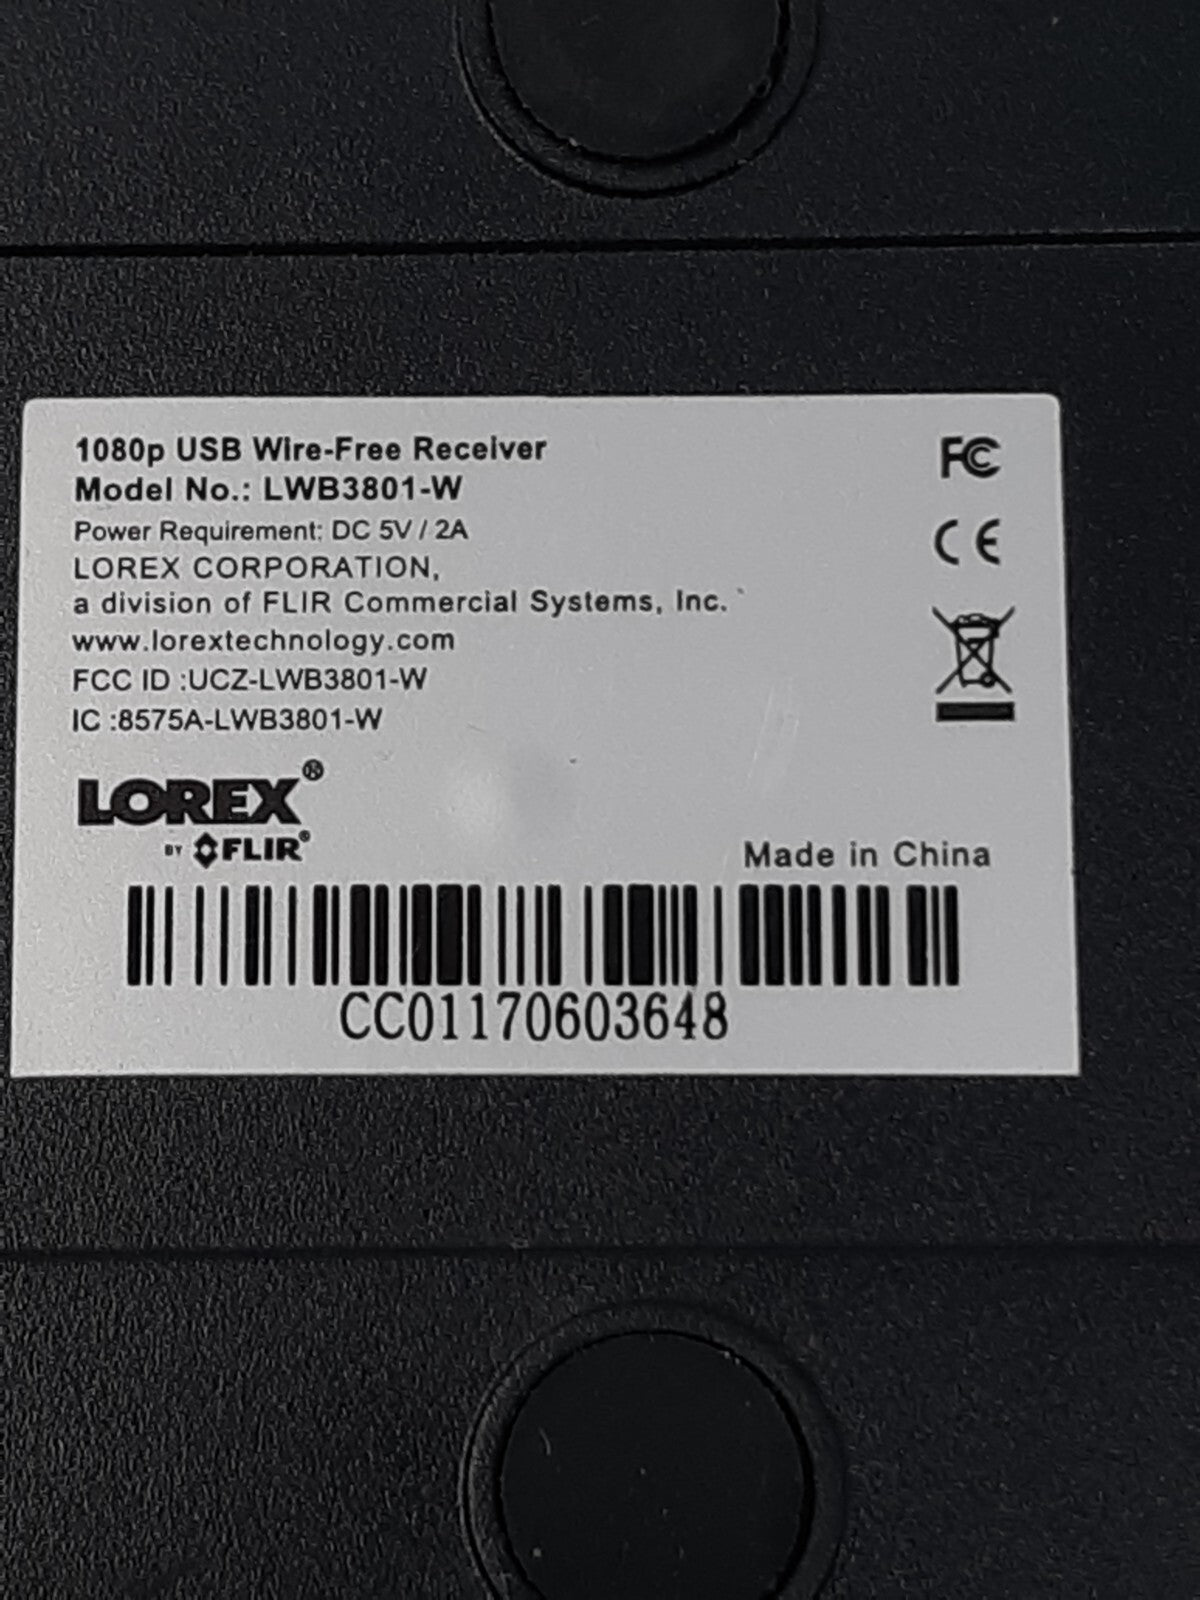 1080p USB Wire-Free Receiver
Model No.: LWB3801-W
Power Requirement: DC 5V / 2A
LOREX CORPORATION,
a division of FLIR Commercial Systems, Inc.
www.lorextechnology.com
FCC ID :UCZ-LWB3801-W
IC :8575A-LWB3801-W
FC
CE
LOREX®
BY FLIR®
Made in China
CC01170603648